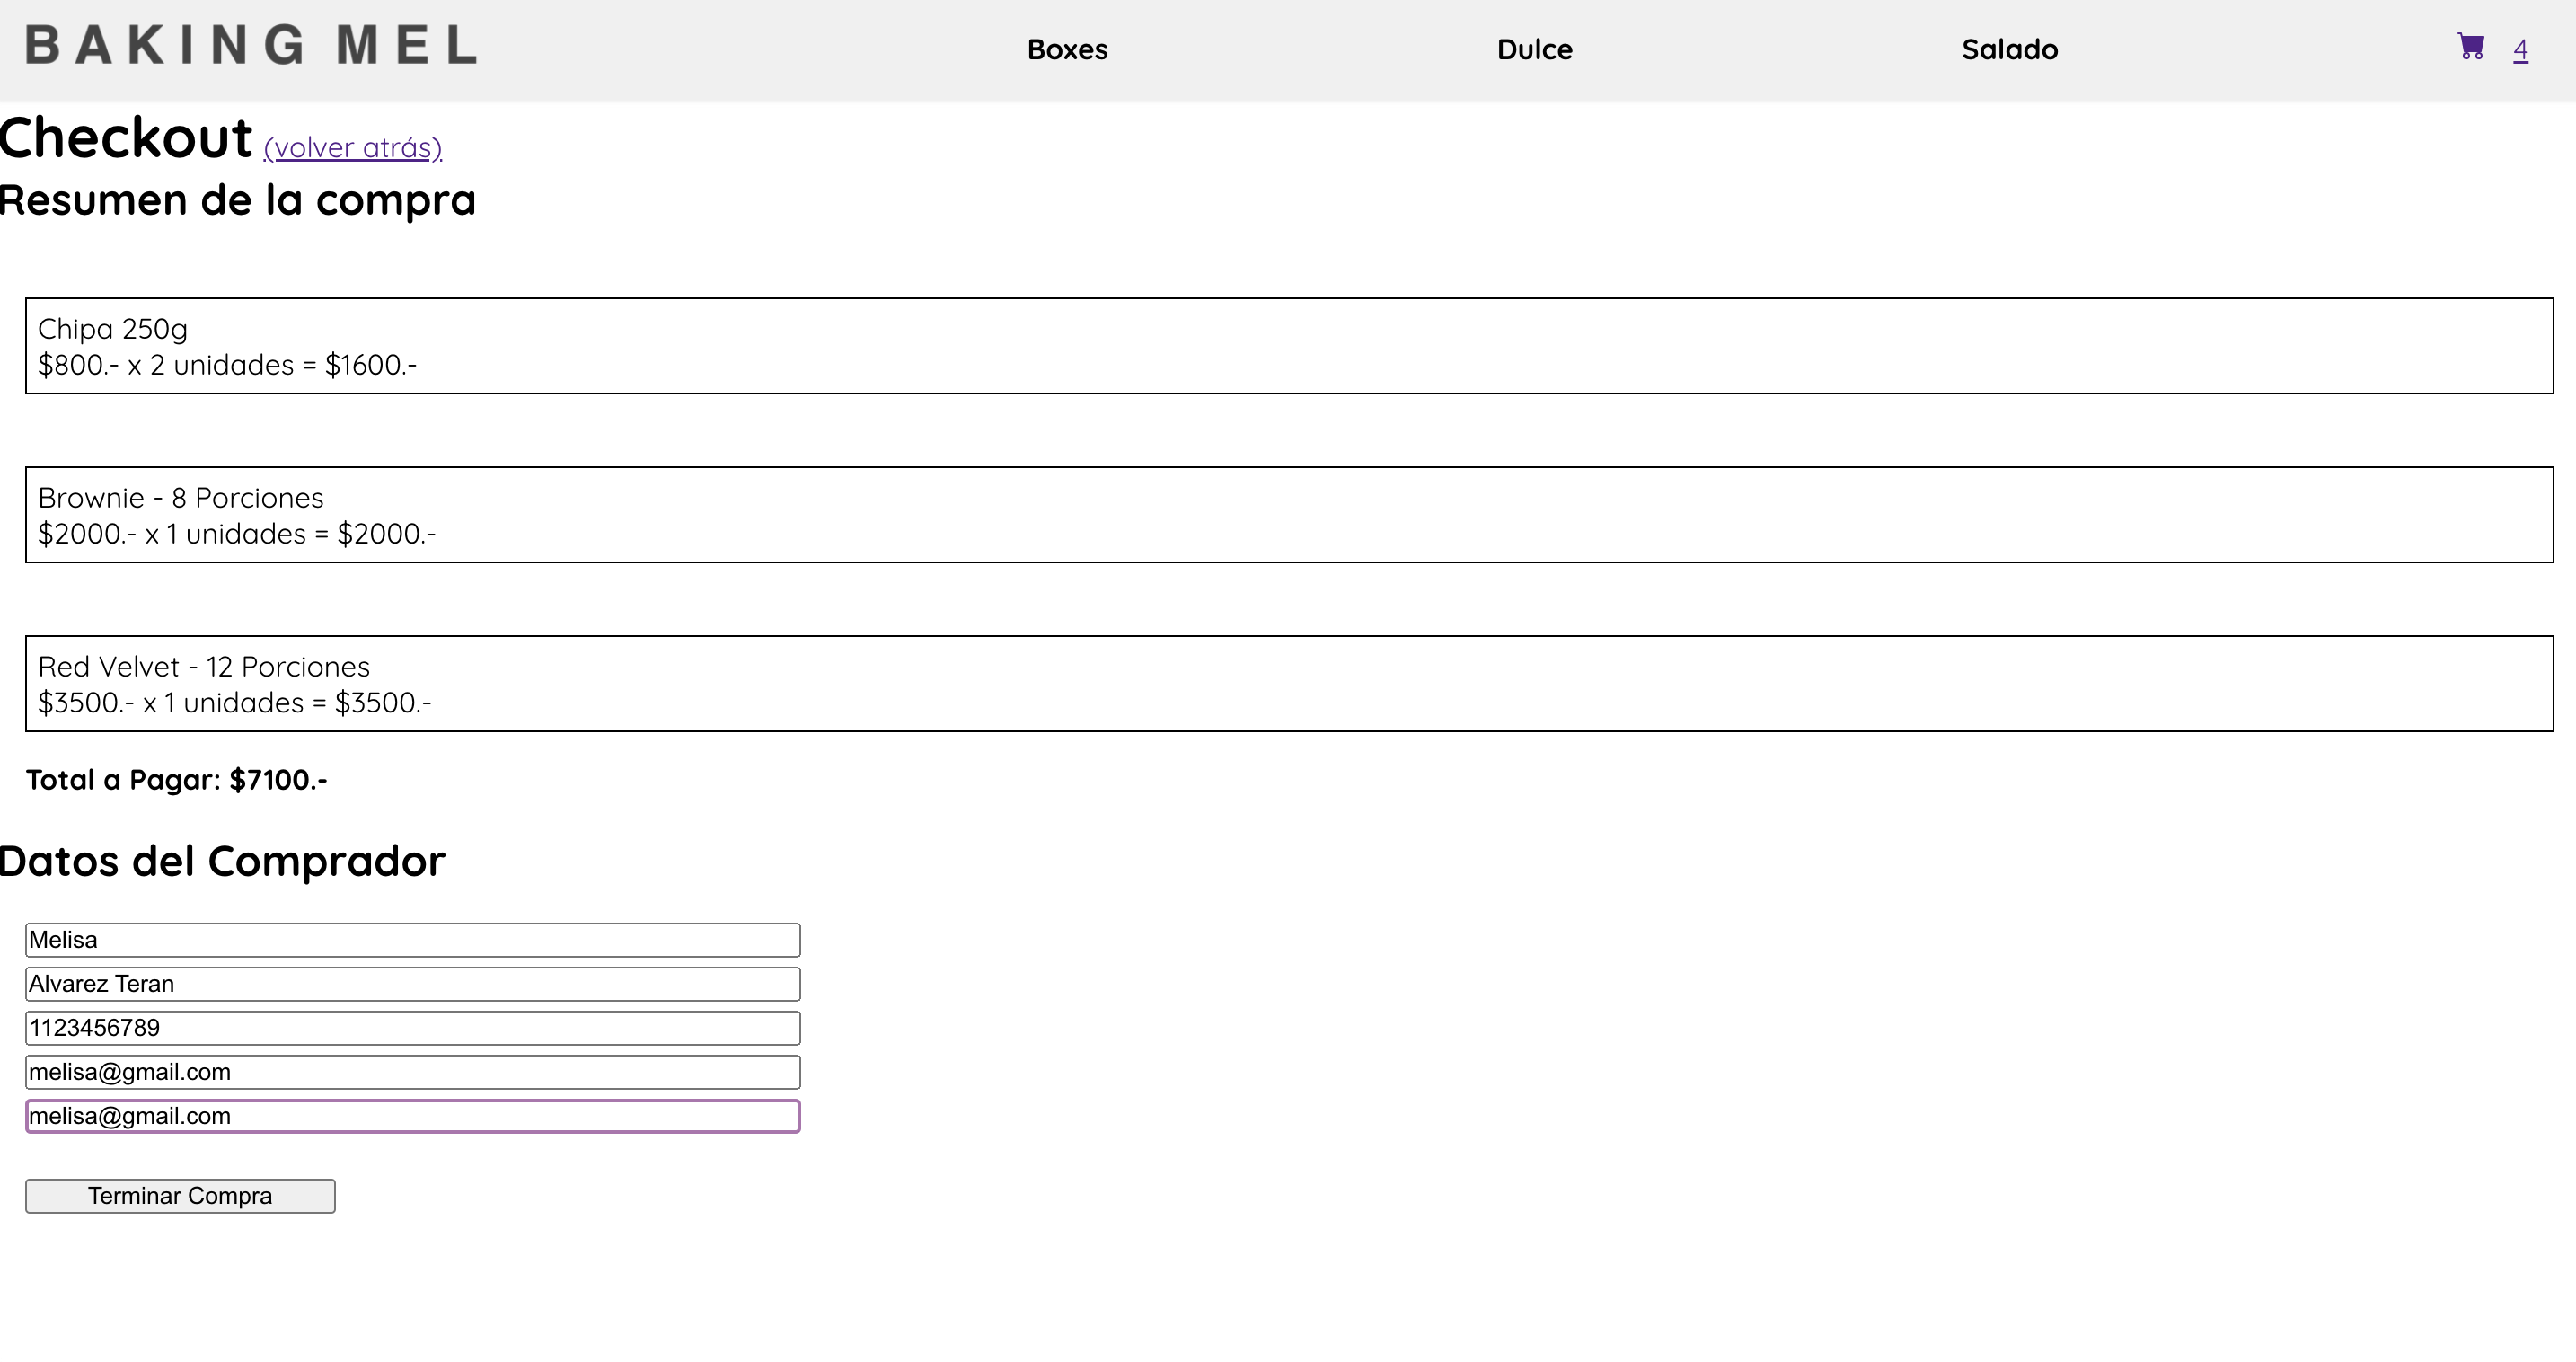 BAKING MEL
Boxes
Dulce
Salado
4
Checkout (volver atrás)
Resumen de la compra
Chipa 250g
$800.- x 2 unidades = $1600.-
Brownie - 8 Porciones
$2000.- x 1 unidades = $2000.-
Red Velvet - 12 Porciones
$3500.- x 1 unidades = $3500.-
Total a Pagar: $7100.-
Datos del Comprador
Melisa
Alvarez Teran
1123456789
melisa@gmail.com
melisa@gmail.com
Terminar Compra